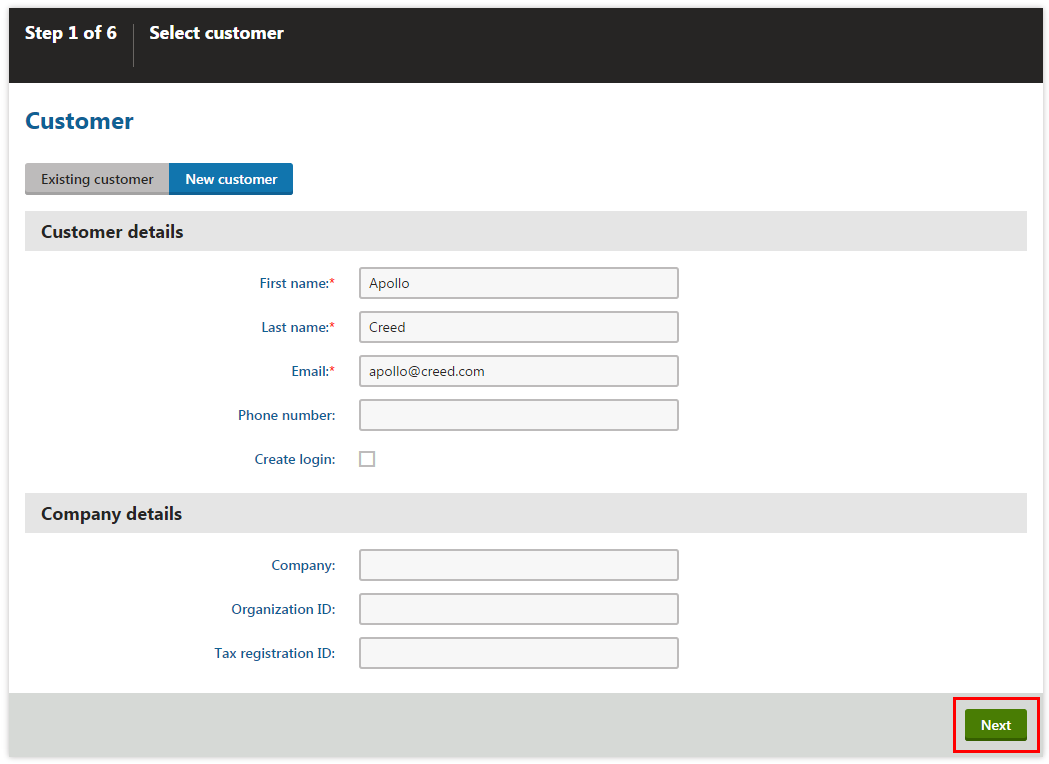 Step 1 of 6 Select customer
Customer
Existing customer New customer
Customer details
First name:* Apollo
Last name:* Creed
Email:* apollo@creed.com
Phone number:
Create login:
Company details
Company:
Organization ID:
Tax registration ID:
Next